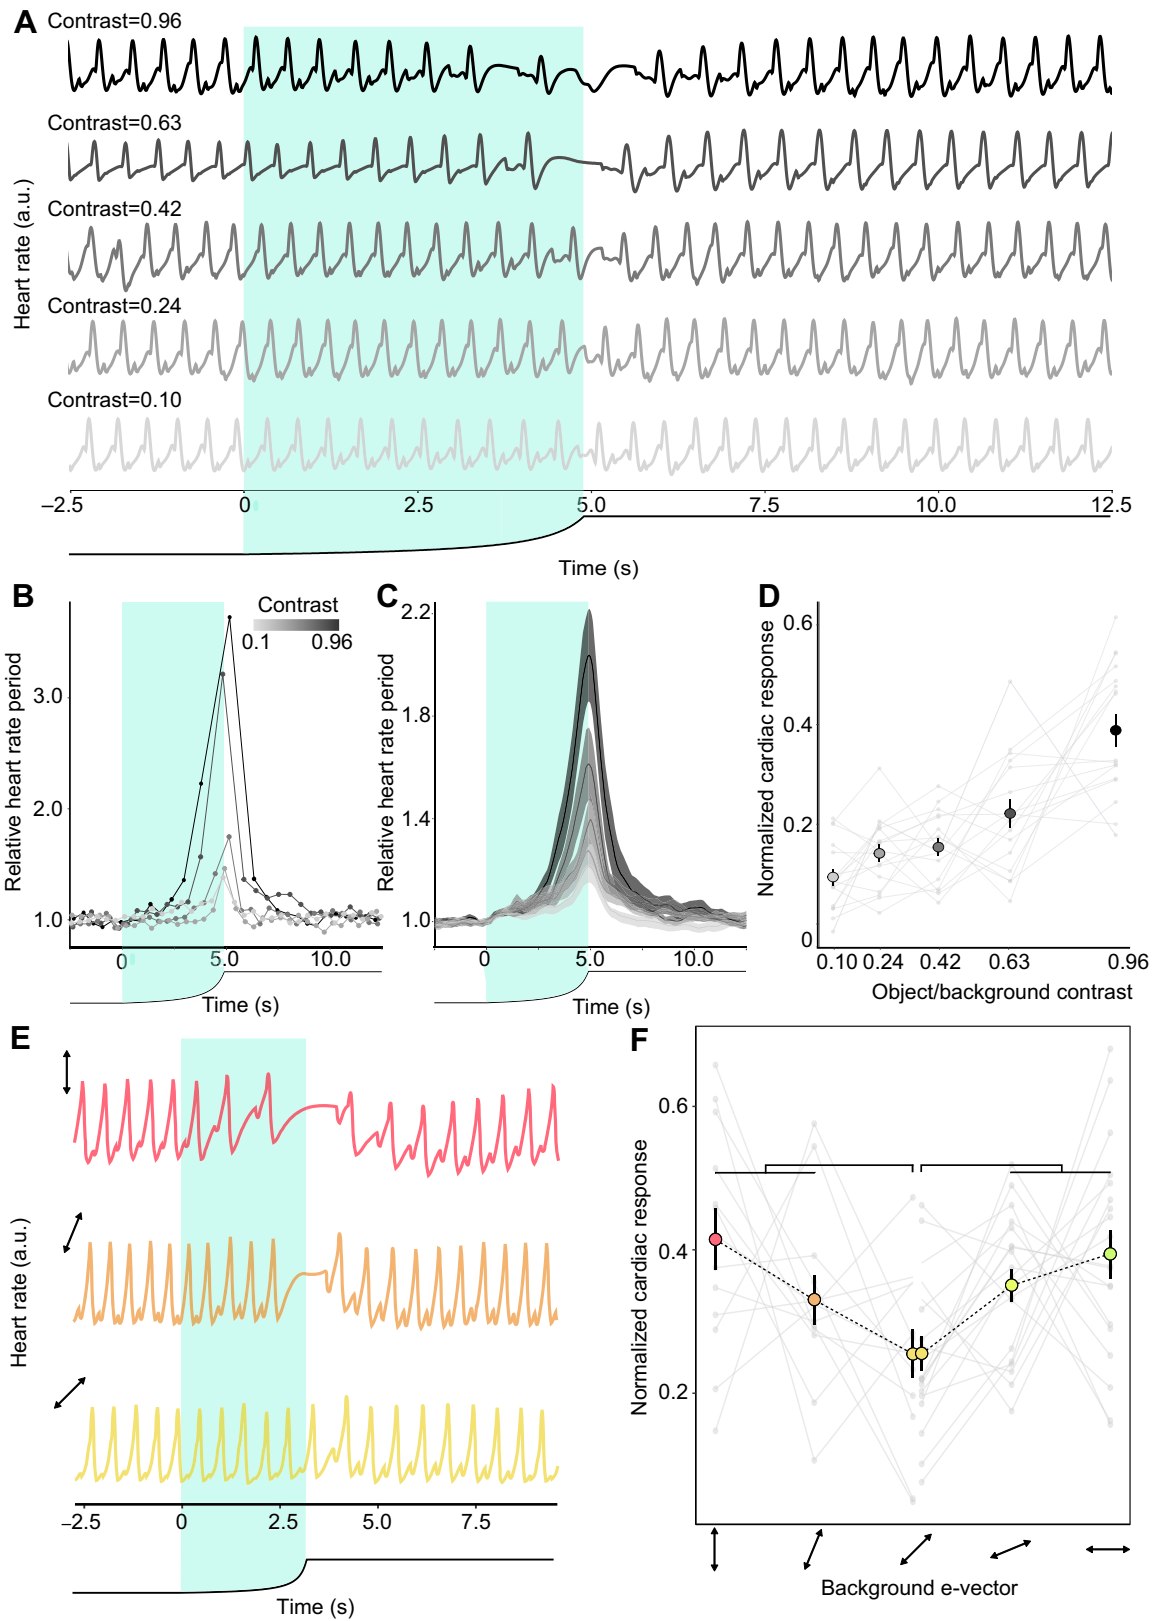 A
Contrast=0.96
Contrast=0.63
Contrast=0.42
Contrast=0.24
Contrast=0.10
Heart rate (a.u.)
–2.5 0 2.5 5.0 7.5 10.0 12.5
Time (s)
B
Contrast
0.1 0.96
Relative heart rate period
3.0
2.0
1.0
0 5.0 10.0
Time (s)
C
Relative heart rate period
2.2
1.8
1.4
1.0
0 5.0 10.0
Time (s)
D
Normalized cardiac response
0.6
0.4
0.2
0
0.10 0.24 0.42 0.63 0.96
Object/background contrast
E
Heart rate (a.u.)
–2.5 0 2.5 5.0 7.5
Time (s)
F
Normalized cardiac response
0.6
0.4
0.2
Background e-vector